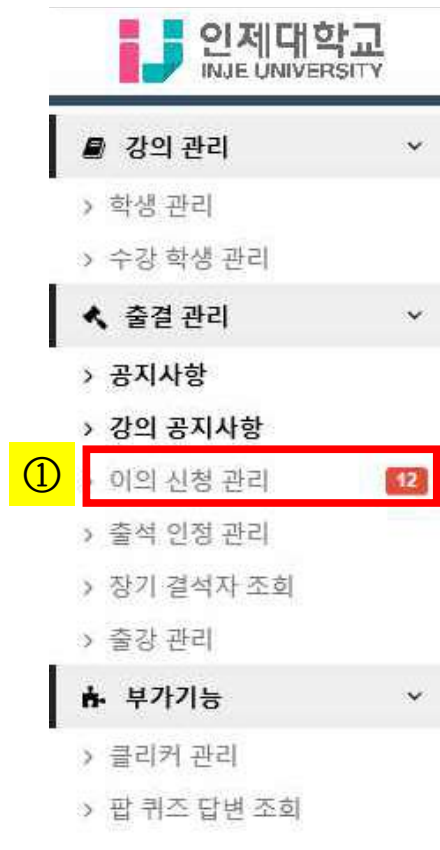 인제대학교
INJE UNIVERSITY
강의 관리
> 학생 관리
> 수강 학생 관리
출결 관리
> 공지사항
> 강의 공지사항
① 이의 신청 관리 12
> 출석 인정 관리
> 장기 결석자 조회
> 출강 관리
부가기능
> 클리커 관리
> 팝 퀴즈 답변 조회